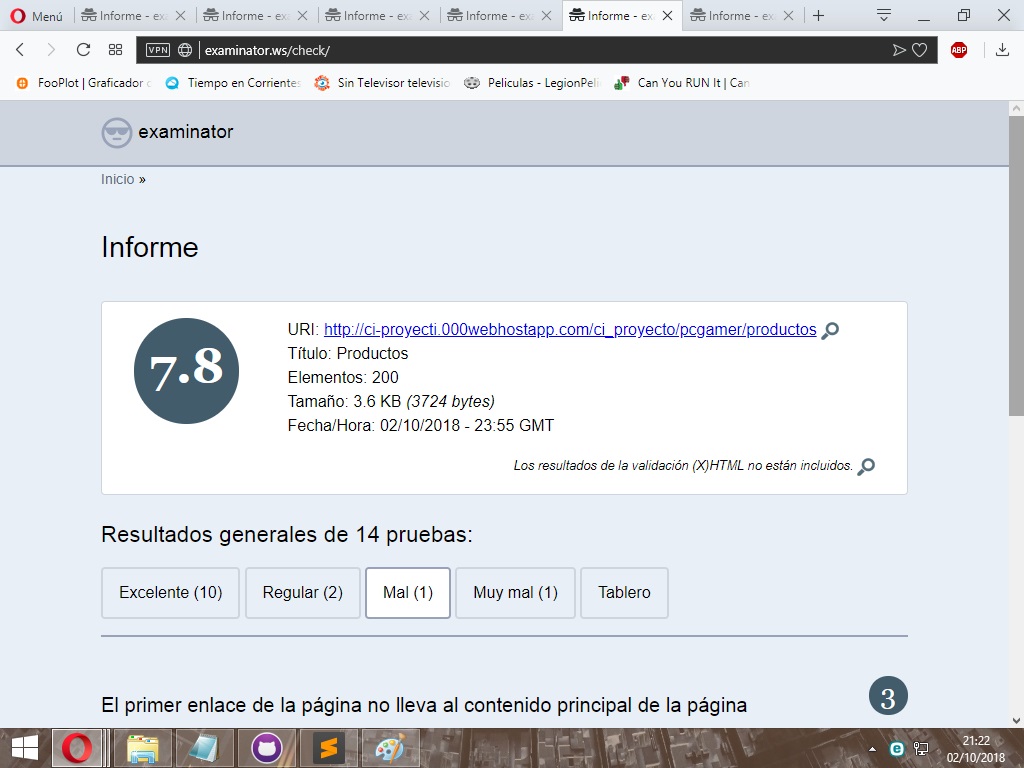 Menú
Informe - ex
Informe - ex
Informe - ex
Informe - ex
Informe - ex
Informe - ex
VPN
examinator.ws/check/
ABP
FooPlot | Graficador
Tiempo en Corrientes
Sin Televisor televisio
Peliculas - LegionPeli
Can You RUN It | Can
examinator
Inicio »
Informe
7.8
URI: http://ci-proyecti.000webhostapp.com/ci_proyecto/pcgamer/productos
Título: Productos
Elementos: 200
Tamaño: 3.6 KB (3724 bytes)
Fecha/Hora: 02/10/2018 - 23:55 GMT
Los resultados de la validación (X)HTML no están incluidos.
Resultados generales de 14 pruebas:
Excelente (10)
Regular (2)
Mal (1)
Muy mal (1)
Tablero
El primer enlace de la página no lleva al contenido principal de la página
3
21:22
02/10/2018